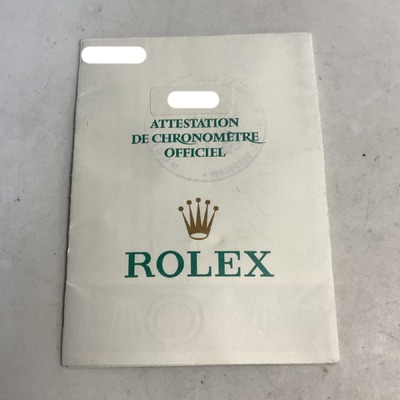 ATTESTATION
DE CHRONOMÈTRE
OFFICIEL
ROLEX